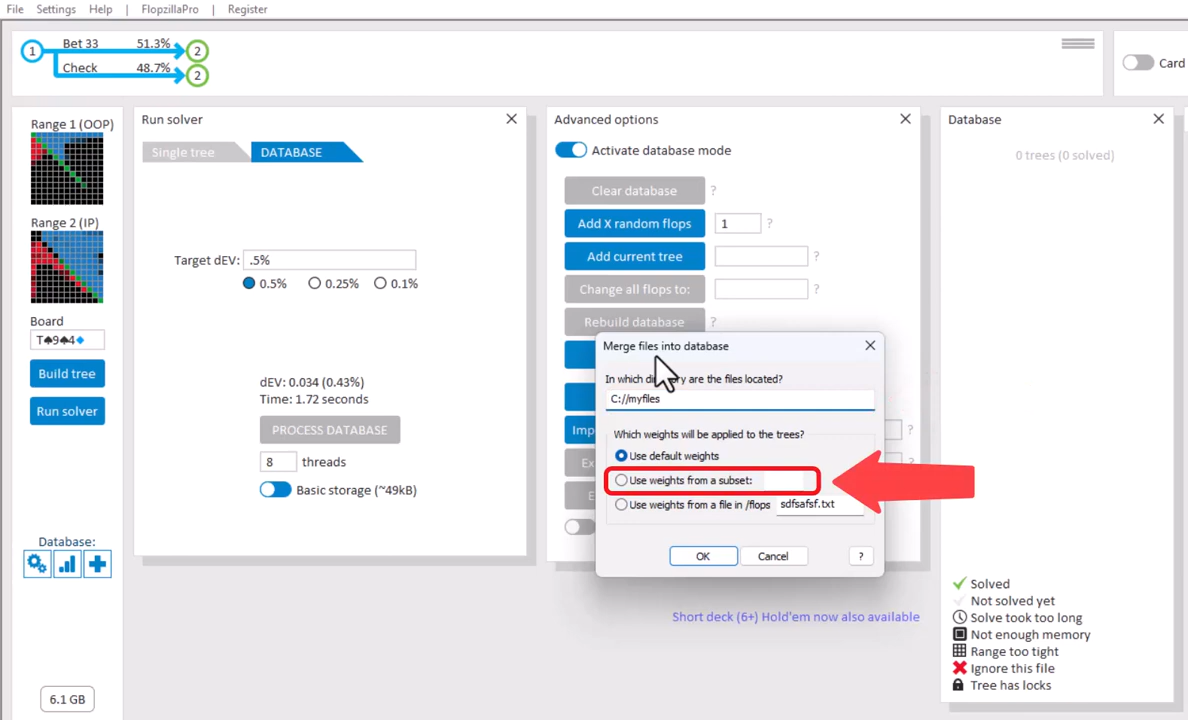 File Settings Help | FlopzillaPro | Register
1 Bet 33 51.3% 2
Check 48.7% 2
Card
Range 1 (OOP)
Range 2 (IP)
Board
T♠9♠4♦
Build tree
Run solver
Database:
6.1 GB
Run solver
Single tree DATABASE
Target dEV: .5%
0.5% 0.25% 0.1%
dEV: 0.034 (0.43%)
Time: 1.72 seconds
PROCESS DATABASE
8 threads
Basic storage (~49kB)
Advanced options
Activate database mode
Clear database ?
Add X random flops 1 ?
Add current tree ?
Change all flops to: ?
Rebuild database ?
Imp ?
Ex ?
E
Merge files into database
In which dir ry are the files located?
C://myfiles
Which weights will be applied to the trees?
Use default weights
Use weights from a subset:
Use weights from a file in /flops sdfsafsf.txt
OK Cancel ?
Short deck (6+) Hold'em now also available
Database
0 trees (0 solved)
Solved
Not solved yet
Solve took too long
Not enough memory
Range too tight
Ignore this file
Tree has locks